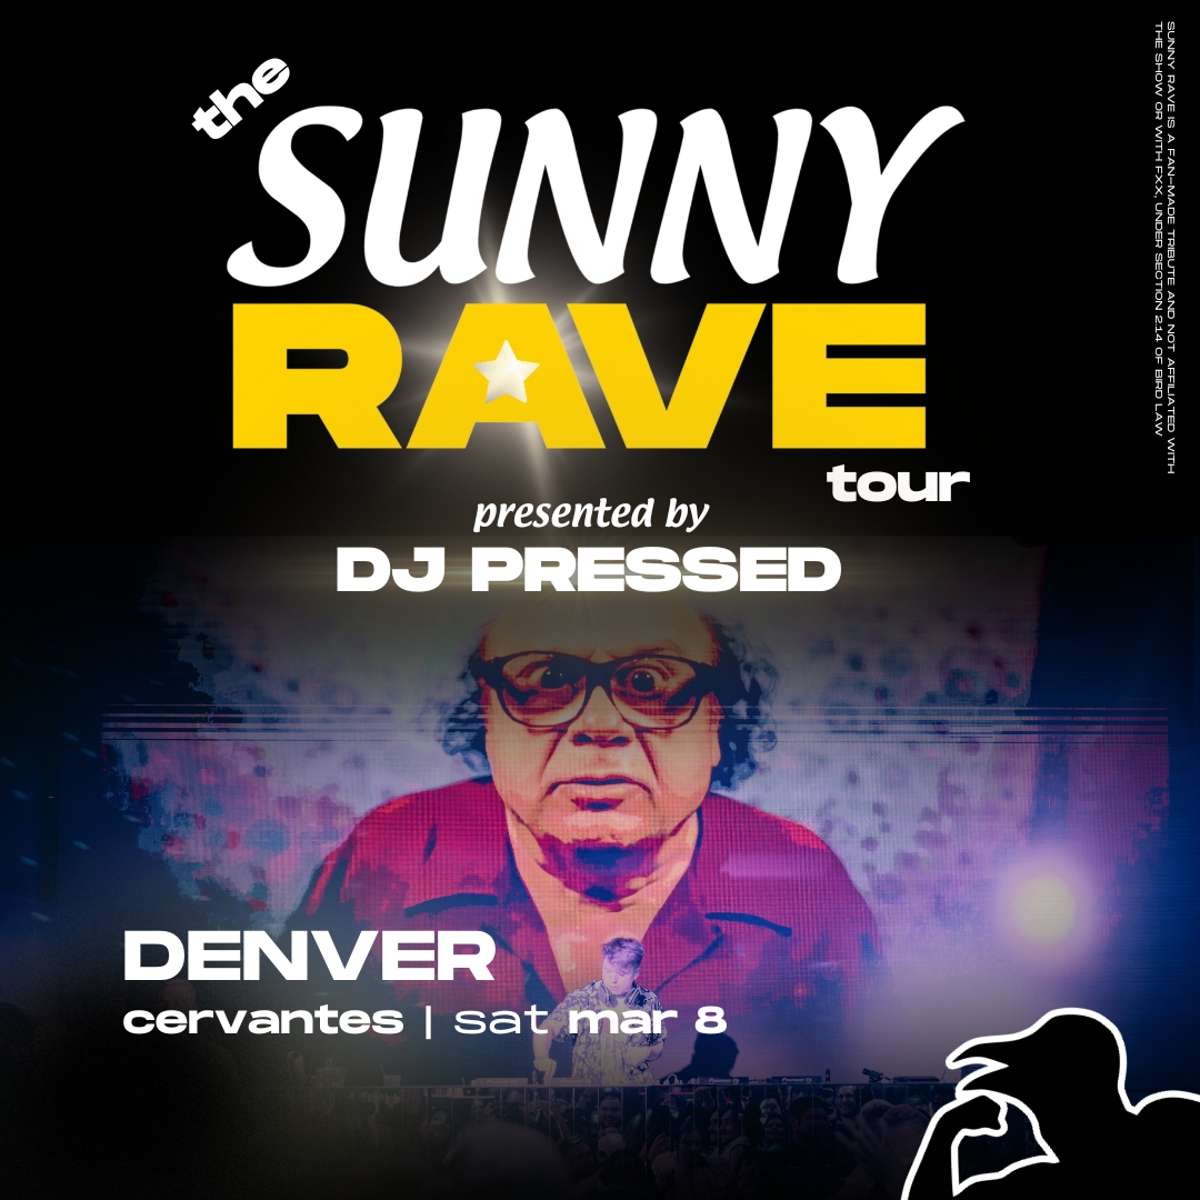 the
SUNNY
RAVE
tour
presented by
DJ PRESSED
DENVER
cervantes | sat mar 8
SUNNY RAVE IS A FAN-MADE TRIBUTE AND NOT AFFILIATED WITH
THE SHOW OR WITH FXX, UNDER SECTION 2.14 OF BIRD LAW